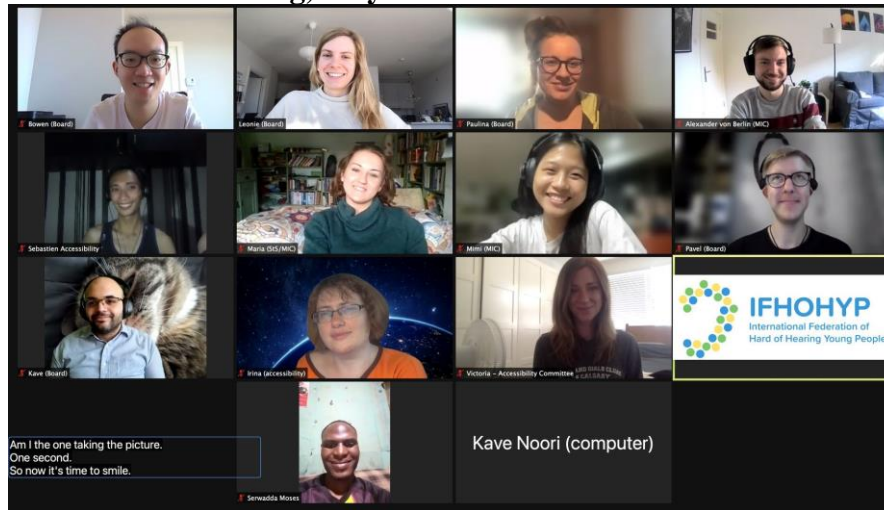 Bowen (Board)
Leonie (Board)
Paulina (Board)
Alexander von Berlin (MIC)
Sebastien Accessibility
Maria (StS/MIC)
Mimi (MIC)
Pavel (Board)
Kave (Board)
Irina (accessibility)
Victoria - Accessibility Committee
IFHOHYP
International Federation of
Hard of Hearing Young People
Am I the one taking the picture.
One second.
So now it's time to smile.
Serwadda Moses
Kave Noori (computer)